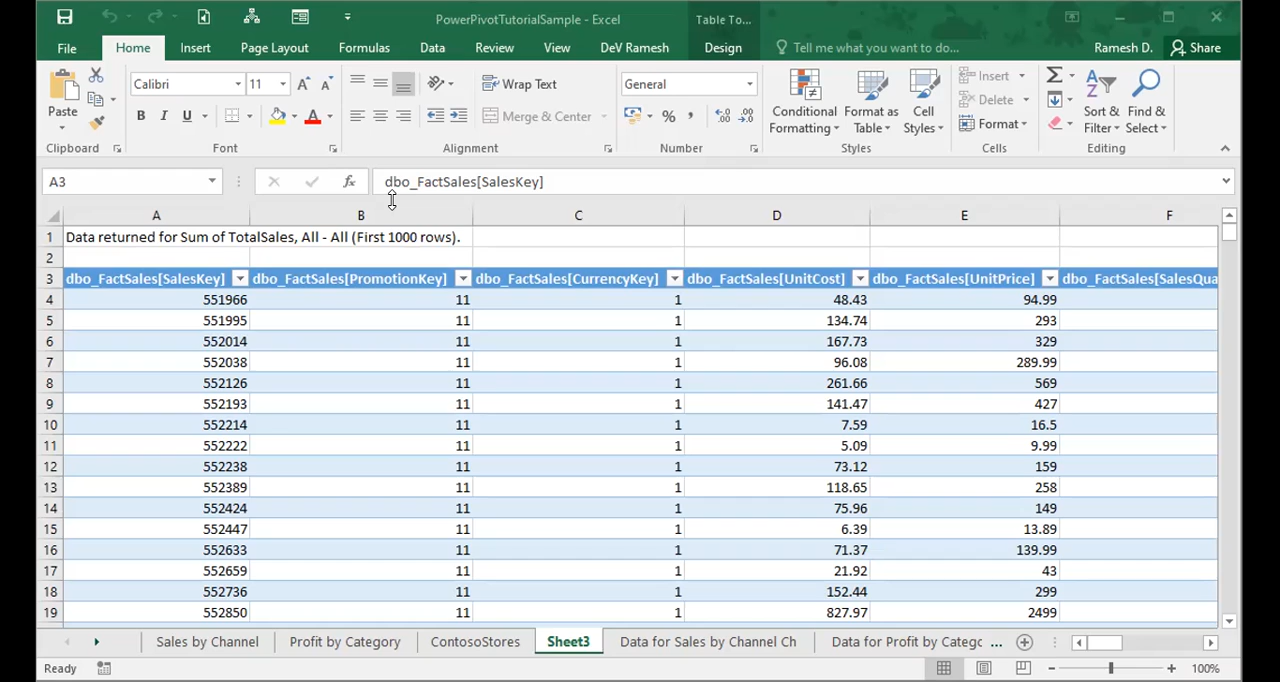 PowerPivotTutorialSample - Excel
Table To...
File Home Insert Page Layout Formulas Data Review View DeV Ramesh Design Tell me what you want to do... Ramesh D. Share
Paste
Calibri 11 A A
B I U A
Wrap Text
Merge & Center
General
% ,
Conditional Formatting
Format as Table
Cell Styles
Insert
Delete
Format
Sort & Filter
Find & Select
Clipboard Font Alignment Number Styles Cells Editing
A3 fx dbo_FactSales[SalesKey]
A B C D E F
1 Data returned for Sum of TotalSales, All - All (First 1000 rows).
2
3 dbo_FactSales[SalesKey] dbo_FactSales[PromotionKey] dbo_FactSales[CurrencyKey] dbo_FactSales[UnitCost] dbo_FactSales[UnitPrice] dbo_FactSales[SalesQua
4 551966 11 1 48.43 94.99
5 551995 11 1 134.74 293
6 552014 11 1 167.73 329
7 552038 11 1 96.08 289.99
8 552126 11 1 261.66 569
9 552193 11 1 141.47 427
10 552214 11 1 7.59 16.5
11 552222 11 1 5.09 9.99
12 552238 11 1 73.12 159
13 552389 11 1 118.65 258
14 552424 11 1 75.96 149
15 552447 11 1 6.39 13.89
16 552633 11 1 71.37 139.99
17 552659 11 1 21.92 43
18 552736 11 1 152.44 299
19 552850 11 1 827.97 2499
Sales by Channel Profit by Category ContosoStores Sheet3 Data for Sales by Channel Ch Data for Profit by Categc ...
Ready 100%